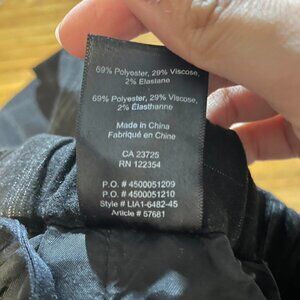 69% Polyester, 29% Viscose,
2% Elastane
69% Polyester, 29% Viscose,
2% Élasthanne
Made in China
Fabriqué en Chine
CA 23725
RN 122354
P.O. # 4500051209
P.O. # 4500051210
Style # LIA1-6482-45
Article # 57681